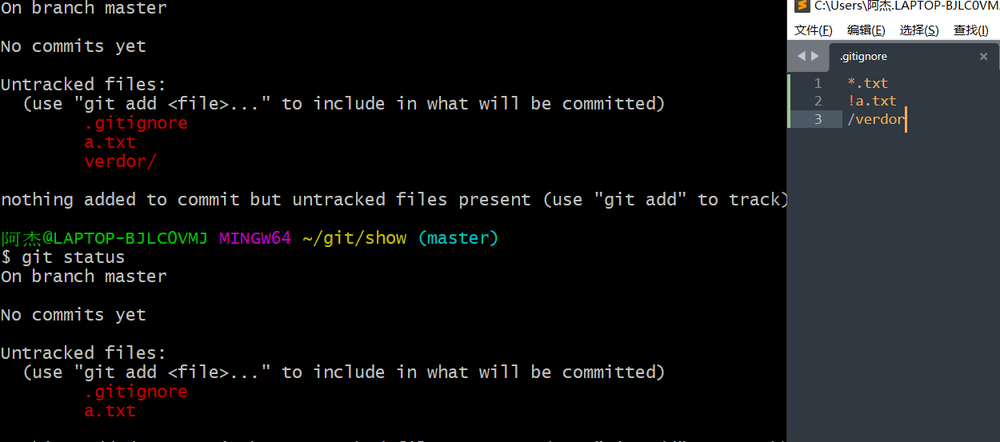 On branch master
No commits yet
Untracked files:
(use "git add <file>..." to include in what will be committed)
.gitignore
a.txt
verdor/
nothing added to commit but untracked files present (use "git add" to track)
阿杰@LAPTOP-BJLC0VMJ MINGW64 ~/git/show (master)
$ git status
On branch master
No commits yet
Untracked files:
(use "git add <file>..." to include in what will be committed)
.gitignore
a.txt
C:\Users\阿杰.LAPTOP-BJLC0VMJ
文件(F) 编辑(E) 选择(S) 查找(I)
.gitignore ×
1 *.txt
2 !a.txt
3 /verdor